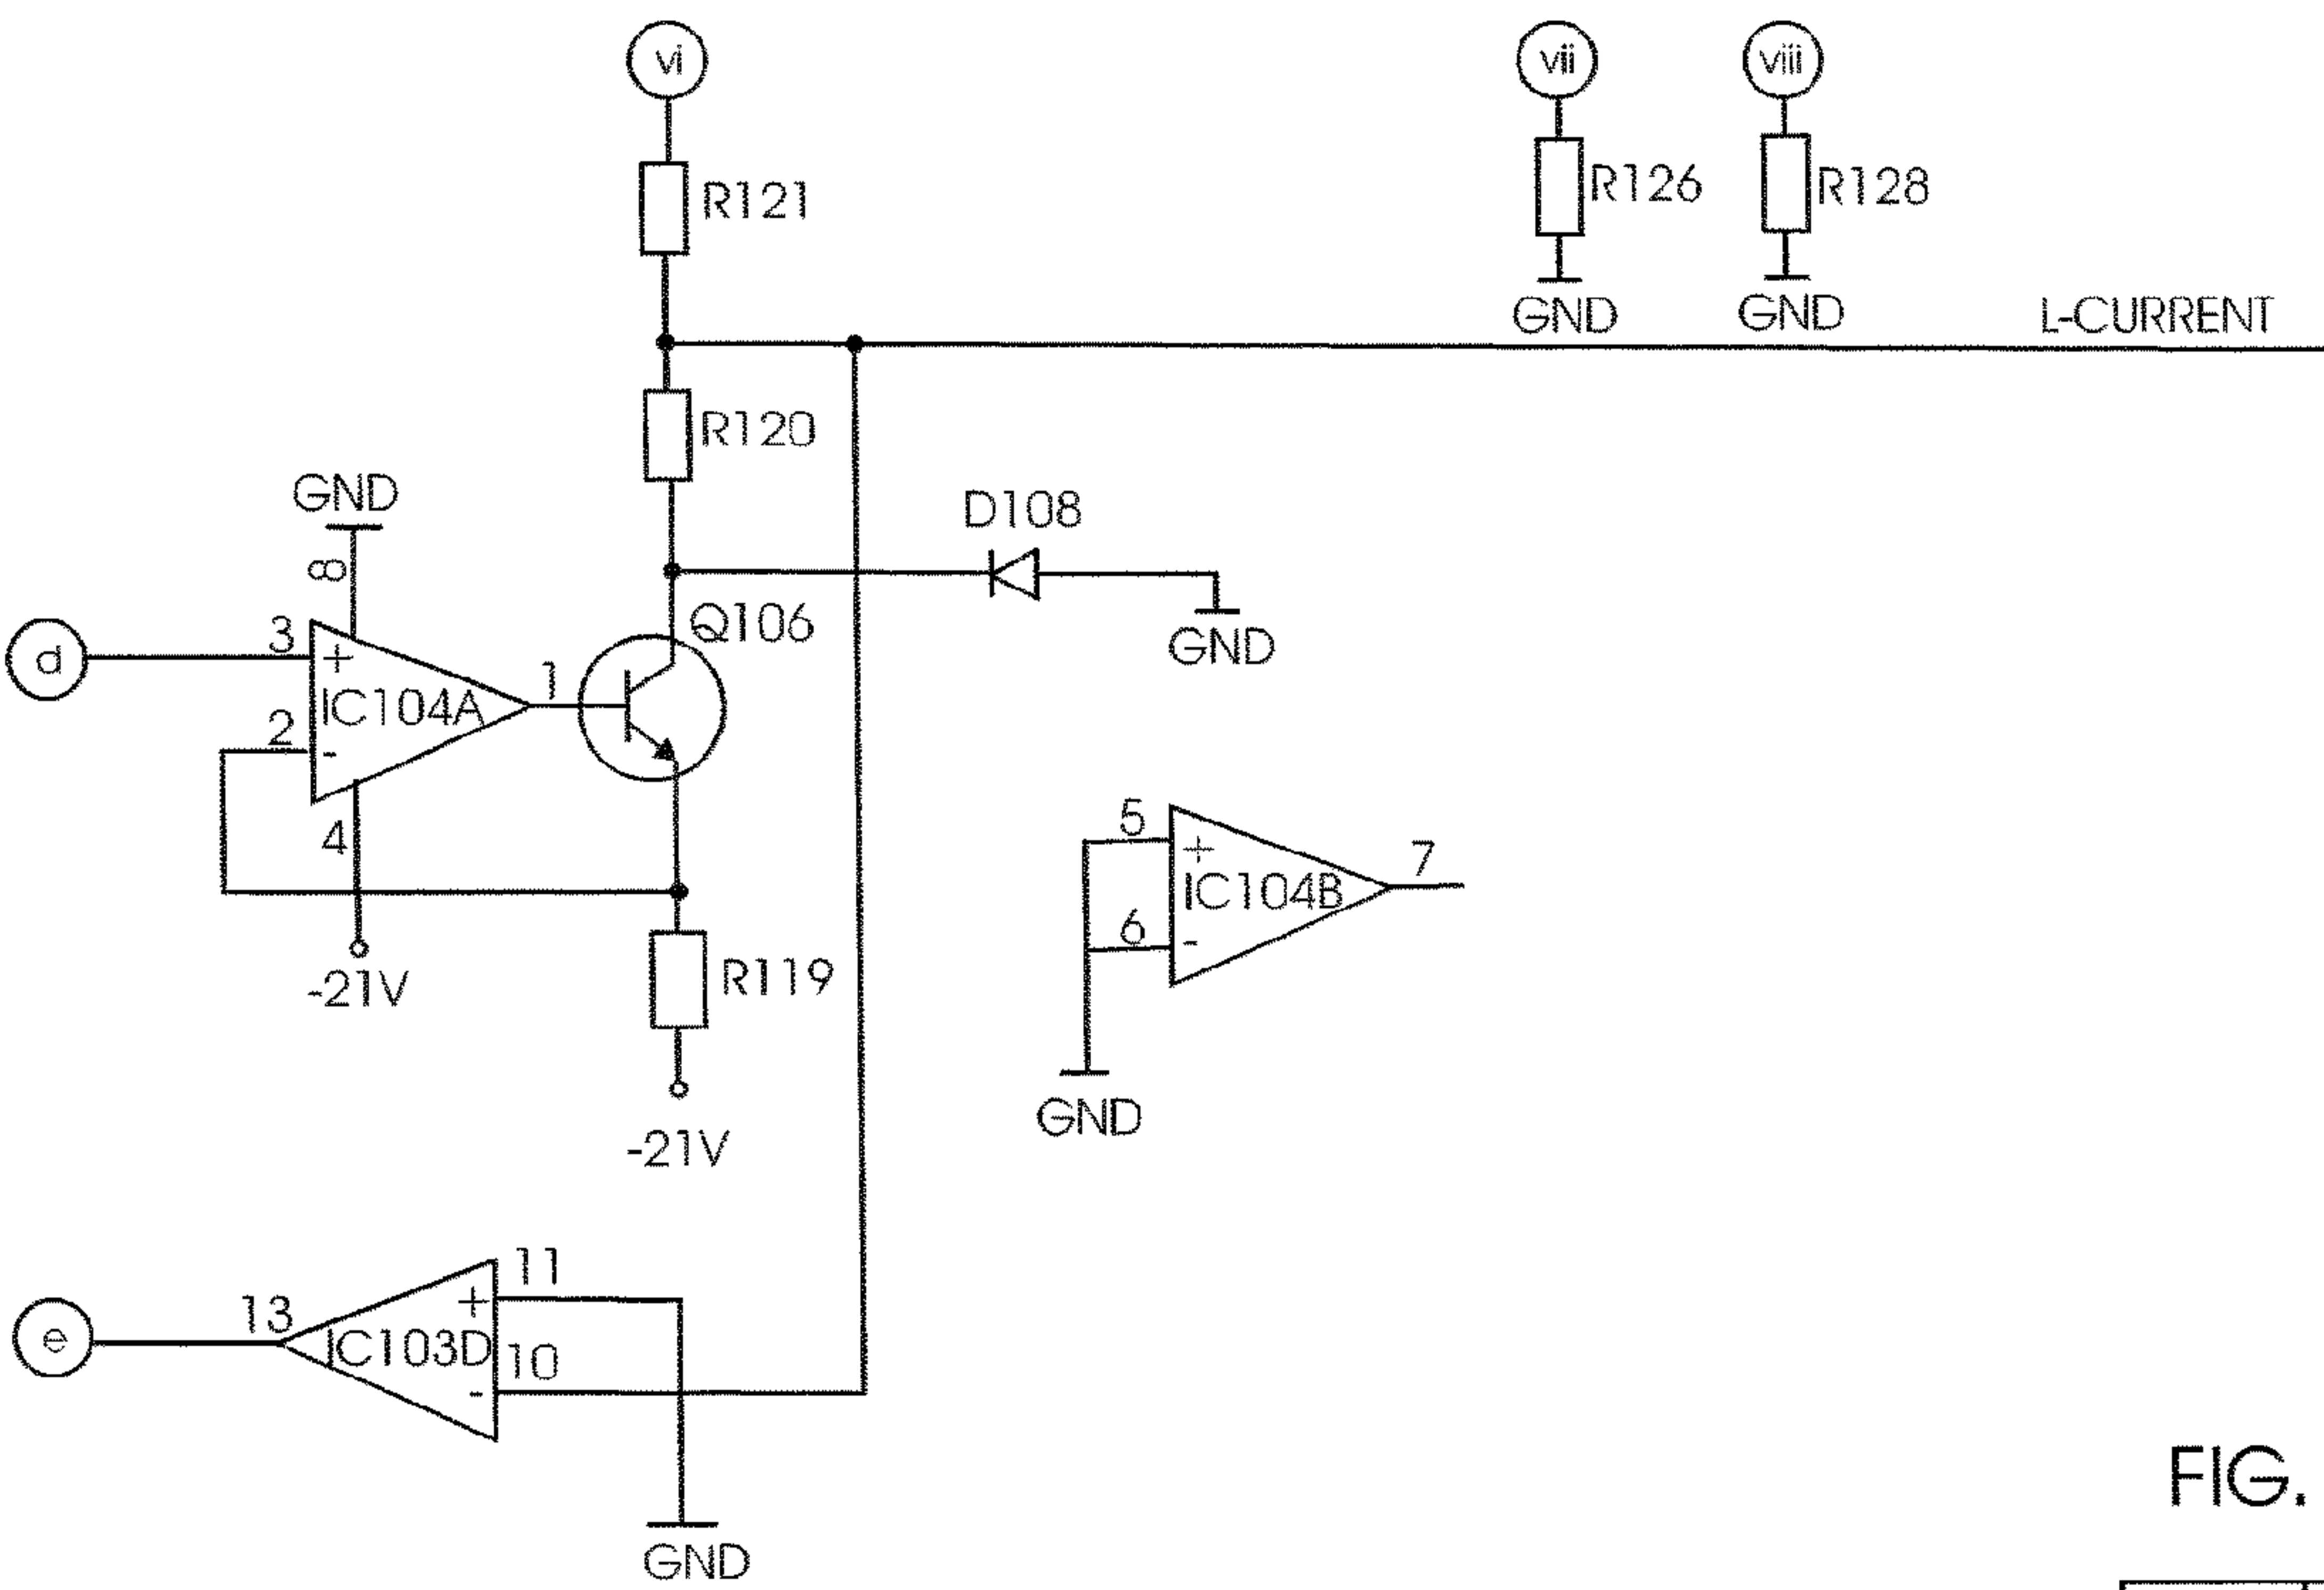 vi
vii
viii
R121
R126
R128
GND
GND
L-CURRENT
R120
GND
D108
8
Q106
GND
d
3
+
IC104A
1
2
-
4
-21V
5
+
IC104B
7
6
-
R119
GND
-21V
11
13
+
e
IC103D
10
-
GND
FIG.